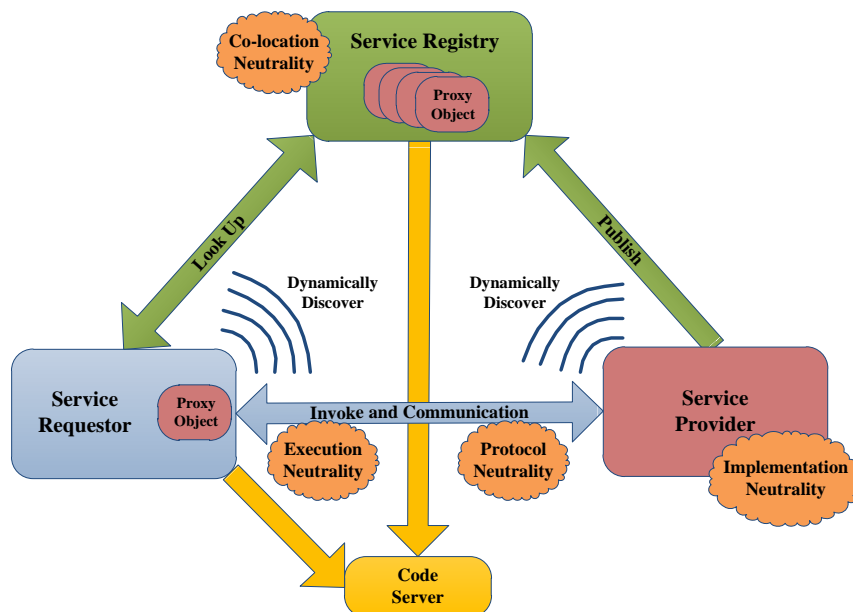 Co-location
Neutrality
Service Registry
Proxy
Object
Look Up
Publish
Dynamically
Discover
Dynamically
Discover
Service
Requestor
Proxy
Object
Invoke and Communication
Service
Provider
Execution
Neutrality
Protocol
Neutrality
Implementation
Neutrality
Code
Server